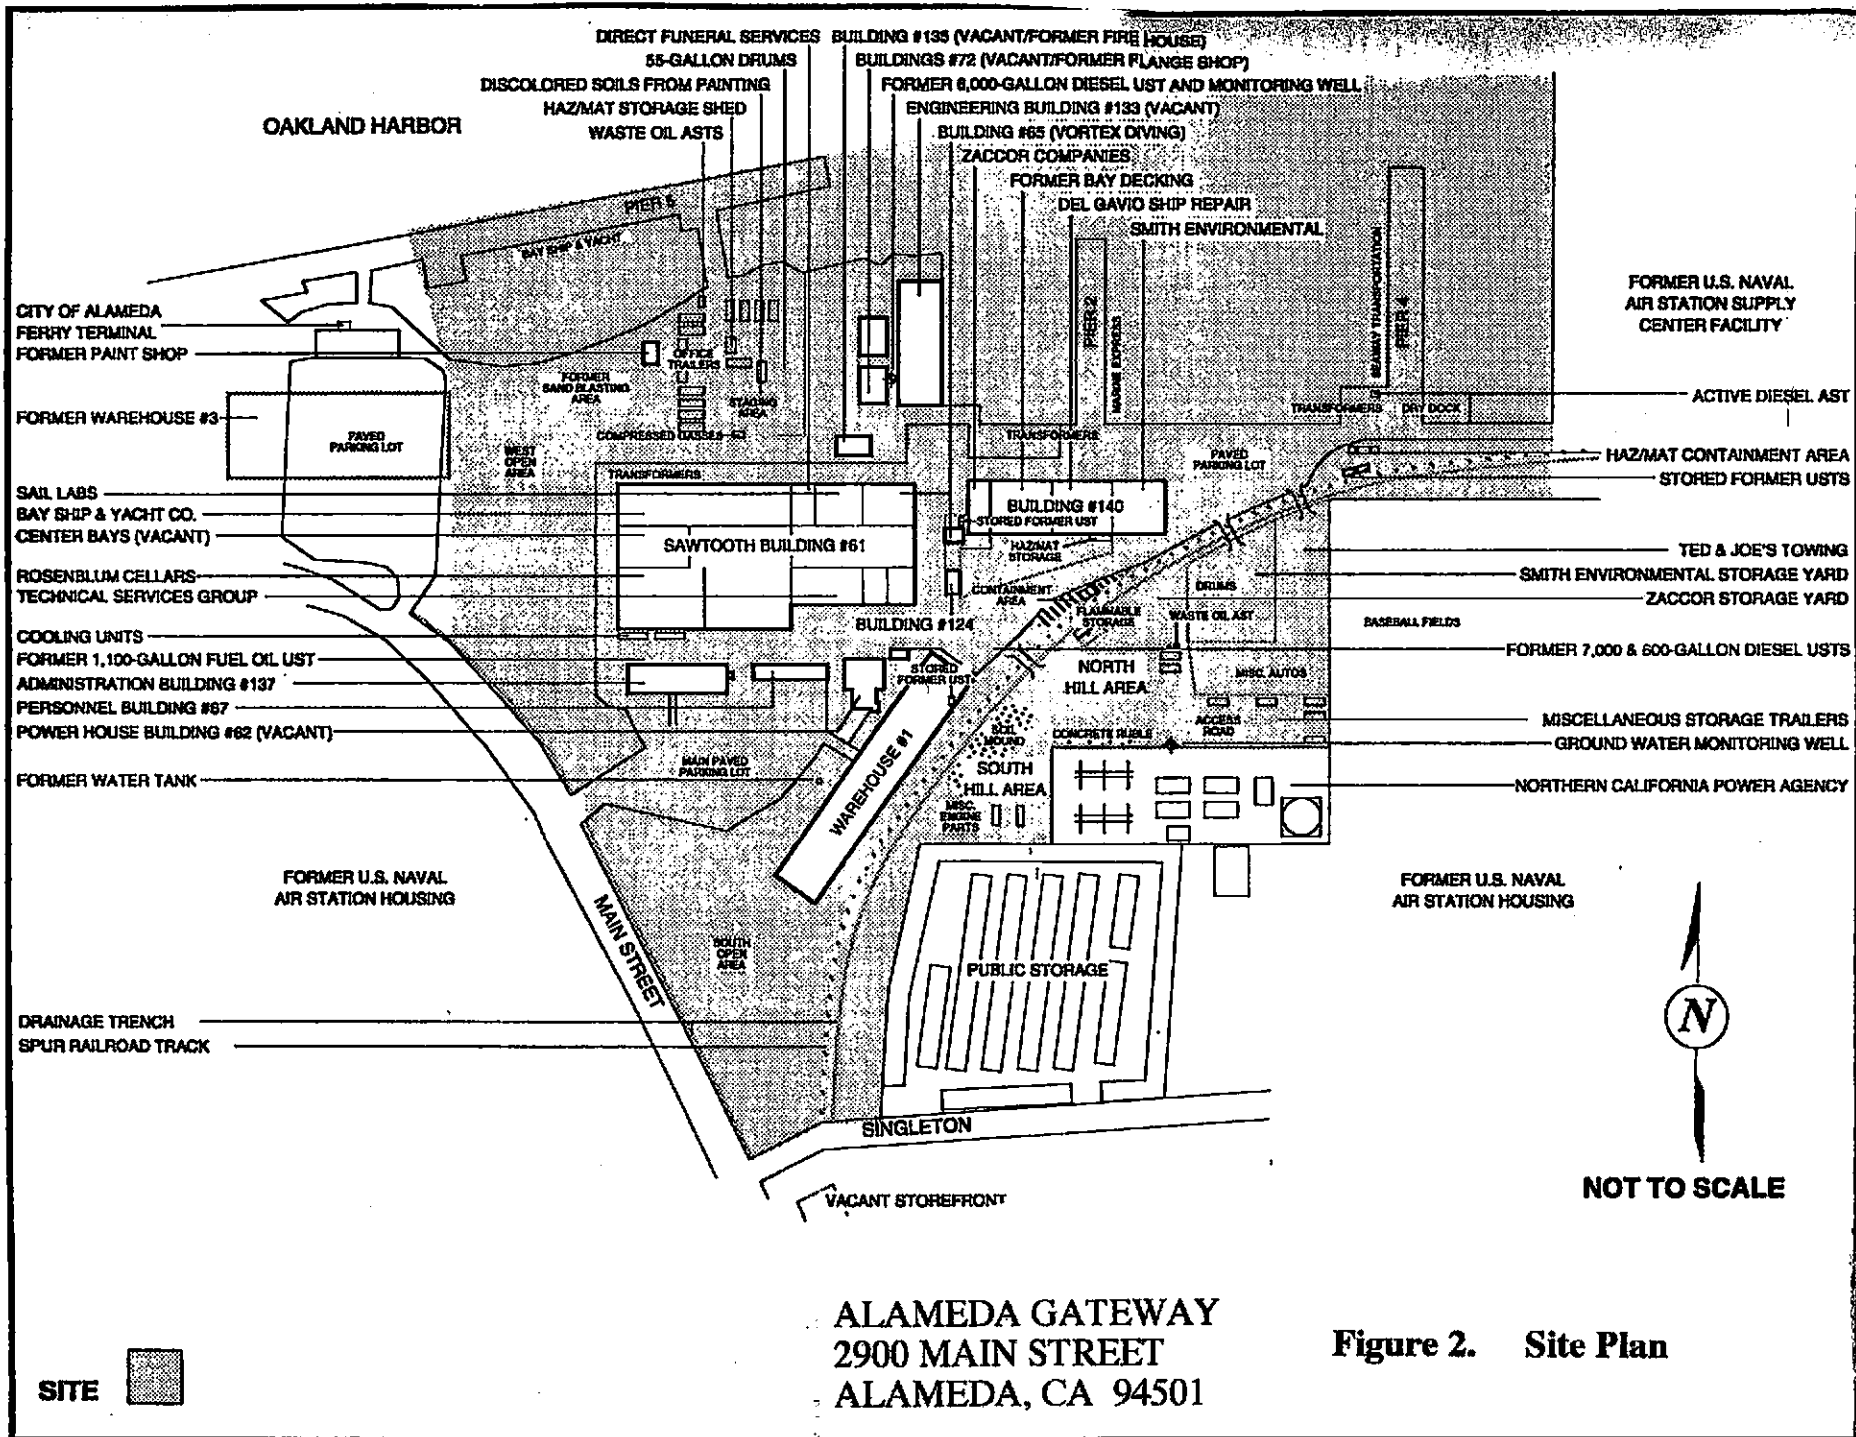 DIRECT FUNERAL SERVICES
BUILDING #135 (VACANT/FORMER FIRE HOUSE)
55-GALLON DRUMS
BUILDINGS #72 (VACANT/FORMER FLANGE SHOP)
DISCOLORED SOILS FROM PAINTING
FORMER 6,000-GALLON DIESEL UST AND MONITORING WELL
HAZ/MAT STORAGE SHED
ENGINEERING BUILDING #133 (VACANT)
WASTE OIL ASTS
BUILDING #65 (VORTEX DIVING)
ZACCOR COMPANIES
FORMER BAY DECKING
DEL GAVIO SHIP REPAIR
SMITH ENVIRONMENTAL
OAKLAND HARBOR
PIER 5
BAY SHIP & YACHT
PIER 2
MARINE EXPRESS
SEAWAY TRANSPORTATION
PIER 4
FORMER U.S. NAVAL
AIR STATION SUPPLY
CENTER FACILITY
CITY OF ALAMEDA
FERRY TERMINAL
FORMER PAINT SHOP
FORMER WAREHOUSE #3
PAVED
PARKING LOT
OFFICE
TRAILERS
FORMER
SAND BLASTING
AREA
STAGING
AREA
COMPRESSED GASSES
WEST
OPEN
AREA
TRANSFORMERS
TRANSFORMERS
TRANSFORMERS
DRY DOCK
PAVED
PARKING LOT
ACTIVE DIESEL AST
HAZ/MAT CONTAINMENT AREA
STORED FORMER USTS
SAIL LABS
BAY SHIP & YACHT CO.
CENTER BAYS (VACANT)
ROSENBLUM CELLARS
TECHNICAL SERVICES GROUP
SAWTOOTH BUILDING #61
BUILDING #140
STORED FORMER UST
HAZ/MAT
STORAGE
CONTAINMENT
AREA
FLAMMABLE
STORAGE
BUILDING #124
DRUMS
WASTE OIL AST
TED & JOE'S TOWING
SMITH ENVIRONMENTAL STORAGE YARD
ZACCOR STORAGE YARD
BASEBALL FIELDS
FORMER 7,000 & 500-GALLON DIESEL USTS
COOLING UNITS
FORMER 1,100-GALLON FUEL OIL UST
ADMINISTRATION BUILDING #137
PERSONNEL BUILDING #67
POWER HOUSE BUILDING #62 (VACANT)
FORMER WATER TANK
STORED
FORMER UST
NORTH
HILL AREA
MISC. AUTOS
ACCESS
ROAD
SOIL
MOUND
CONCRETE RUBLE
SOUTH
HILL AREA
MISC.
ENGINE
PARTS
MAIN PAVED
PARKING LOT
WAREHOUSE #1
MISCELLANEOUS STORAGE TRAILERS
GROUND WATER MONITORING WELL
NORTHERN CALIFORNIA POWER AGENCY
FORMER U.S. NAVAL
AIR STATION HOUSING
MAIN STREET
SOUTH
OPEN
AREA
PUBLIC STORAGE
FORMER U.S. NAVAL
AIR STATION HOUSING
DRAINAGE TRENCH
SPUR RAILROAD TRACK
SINGLETON
VACANT STOREFRONT
N
NOT TO SCALE
SITE
ALAMEDA GATEWAY
2900 MAIN STREET
ALAMEDA, CA 94501
Figure 2. Site Plan